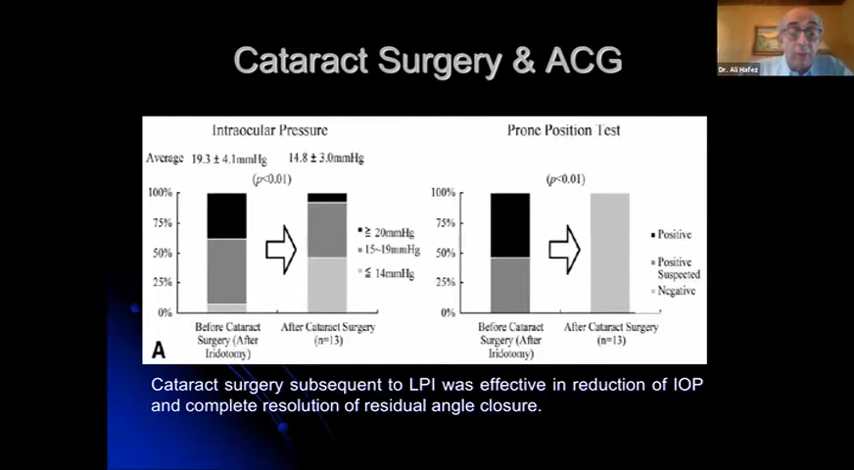 Cataract Surgery & ACG
Dr. Ali Hafez
Intraocular Pressure
Average 19.3 ± 4.1mmHg 14.8 ± 3.0mmHg
(p<0.01)
100%
75%
50%
25%
0%
≧ 20mmHg
15~19mmHg
≦ 14mmHg
Before Cataract
Surgery (After
Iridotomy)
After Cataract Surgery
(n=13)
A
Prone Position Test
(p<0.01)
100%
75%
50%
25%
0%
Positive
Positive
Suspected
Negative
Before Cataract
Surgery (After
Iridotomy)
After Cataract Surgery
(n=13)
Cataract surgery subsequent to LPI was effective in reduction of IOP
and complete resolution of residual angle closure.